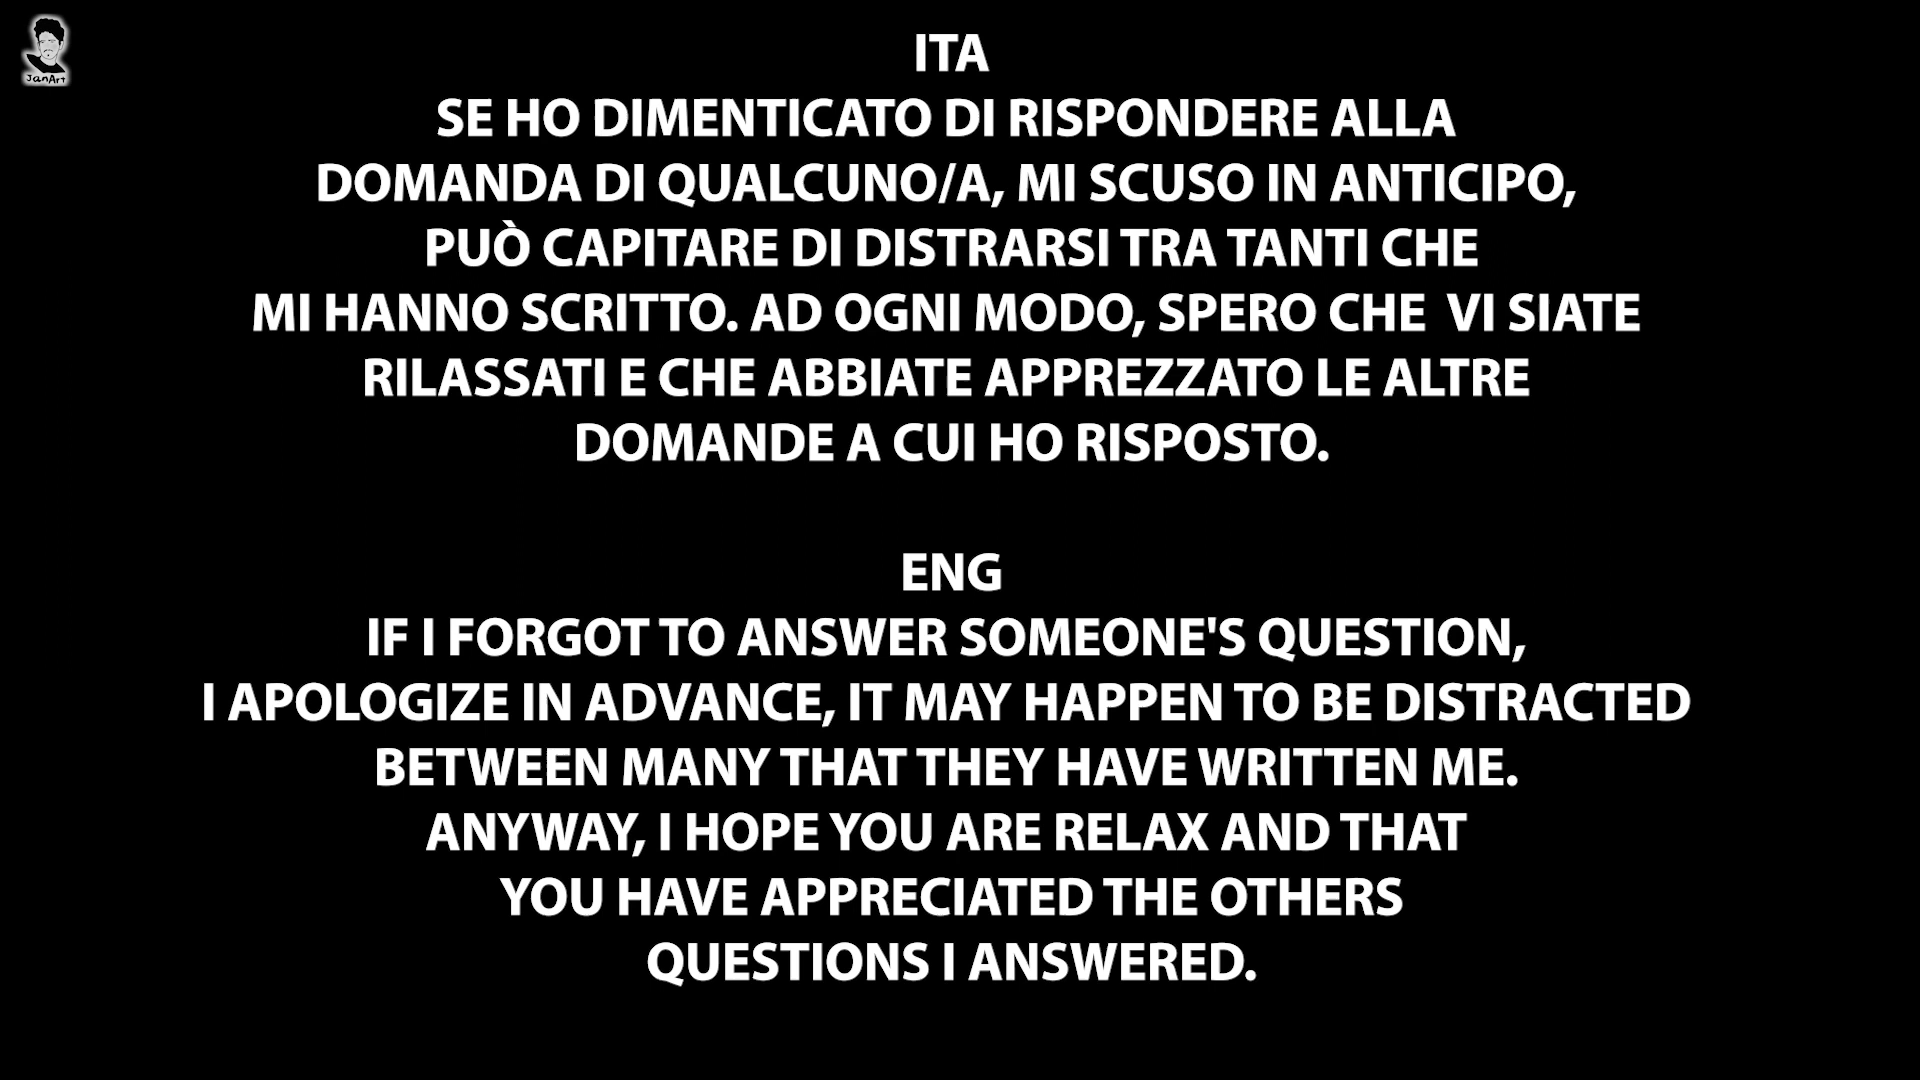 JanArt
ITA
SE HO DIMENTICATO DI RISPONDERE ALLA
DOMANDA DI QUALCUNO/A, MI SCUSO IN ANTICIPO,
PUÒ CAPITARE DI DISTRARSI TRA TANTI CHE
MI HANNO SCRITTO. AD OGNI MODO, SPERO CHE  VI SIATE
RILASSATI E CHE ABBIATE APPREZZATO LE ALTRE
DOMANDE A CUI HO RISPOSTO.
ENG
IF I FORGOT TO ANSWER SOMEONE'S QUESTION,
I APOLOGIZE IN ADVANCE, IT MAY HAPPEN TO BE DISTRACTED
BETWEEN MANY THAT THEY HAVE WRITTEN ME.
ANYWAY, I HOPE YOU ARE RELAX AND THAT
YOU HAVE APPRECIATED THE OTHERS
QUESTIONS I ANSWERED.